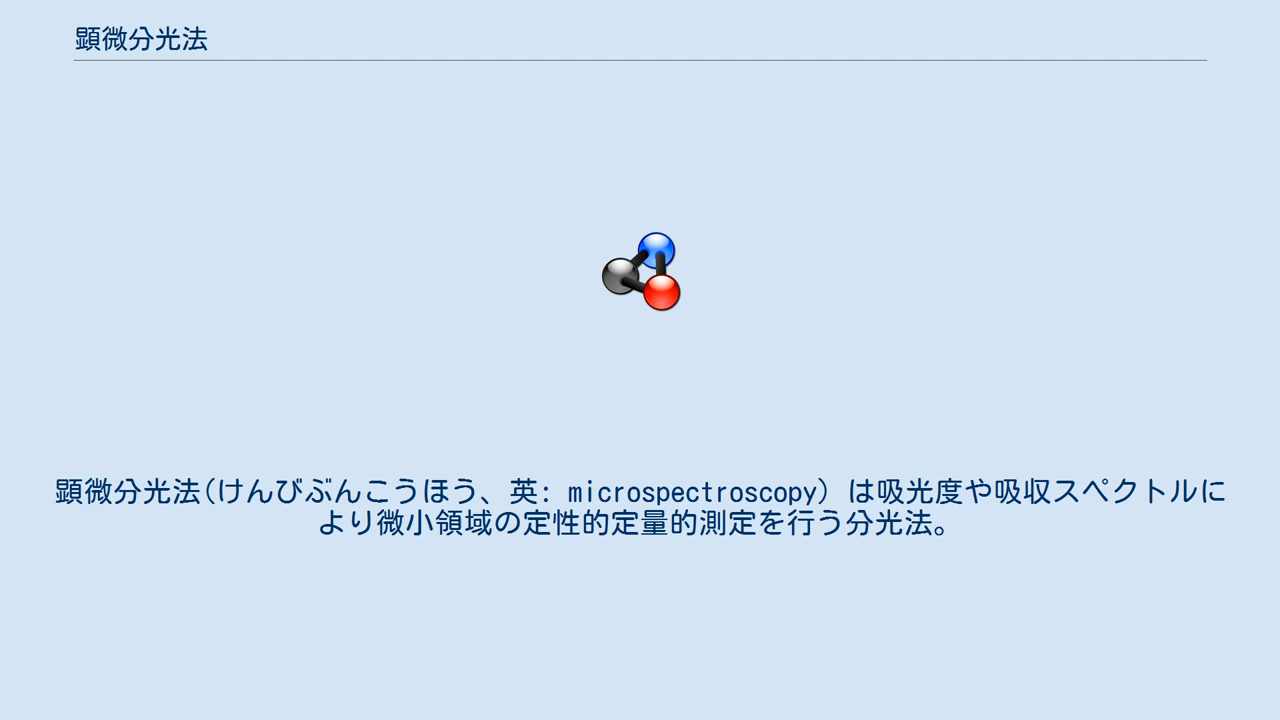 顕微分光法
顕微分光法(けんびぶんこうほう、英: microspectroscopy) は吸光度や吸収スペクトルに
より微小領域の定性的定量的測定を行う分光法。